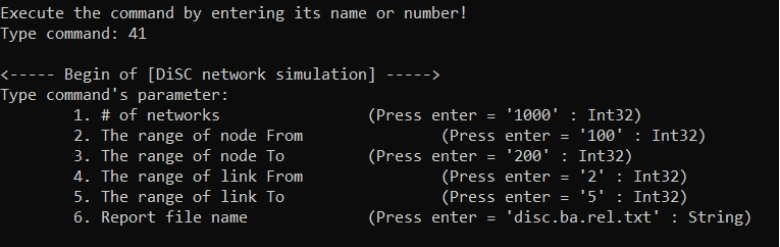 Execute the command by entering its name or number!
Type command: 41
<----- Begin of [DiSC network simulation] ----->
Type command's parameter:
1. # of networks (Press enter = '1000' : Int32)
2. The range of node From (Press enter = '100' : Int32)
3. The range of node To (Press enter = '200' : Int32)
4. The range of link From (Press enter = '2' : Int32)
5. The range of link To (Press enter = '5' : Int32)
6. Report file name (Press enter = 'disc.ba.rel.txt' : String)